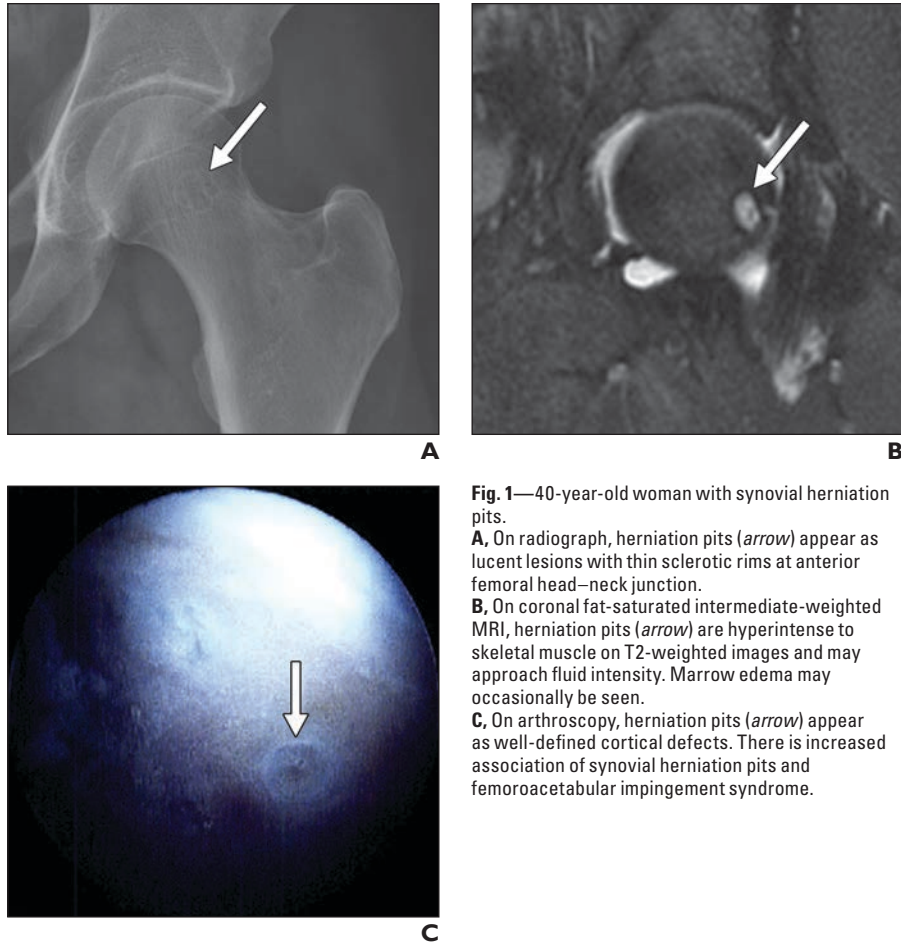 A
B
C
Fig. 1—40-year-old woman with synovial herniation
pits.
A, On radiograph, herniation pits (arrow) appear as
lucent lesions with thin sclerotic rims at anterior
femoral head–neck junction.
B, On coronal fat-saturated intermediate-weighted
MRI, herniation pits (arrow) are hyperintense to
skeletal muscle on T2-weighted images and may
approach fluid intensity. Marrow edema may
occasionally be seen.
C, On arthroscopy, herniation pits (arrow) appear
as well-defined cortical defects. There is increased
association of synovial herniation pits and
femoroacetabular impingement syndrome.